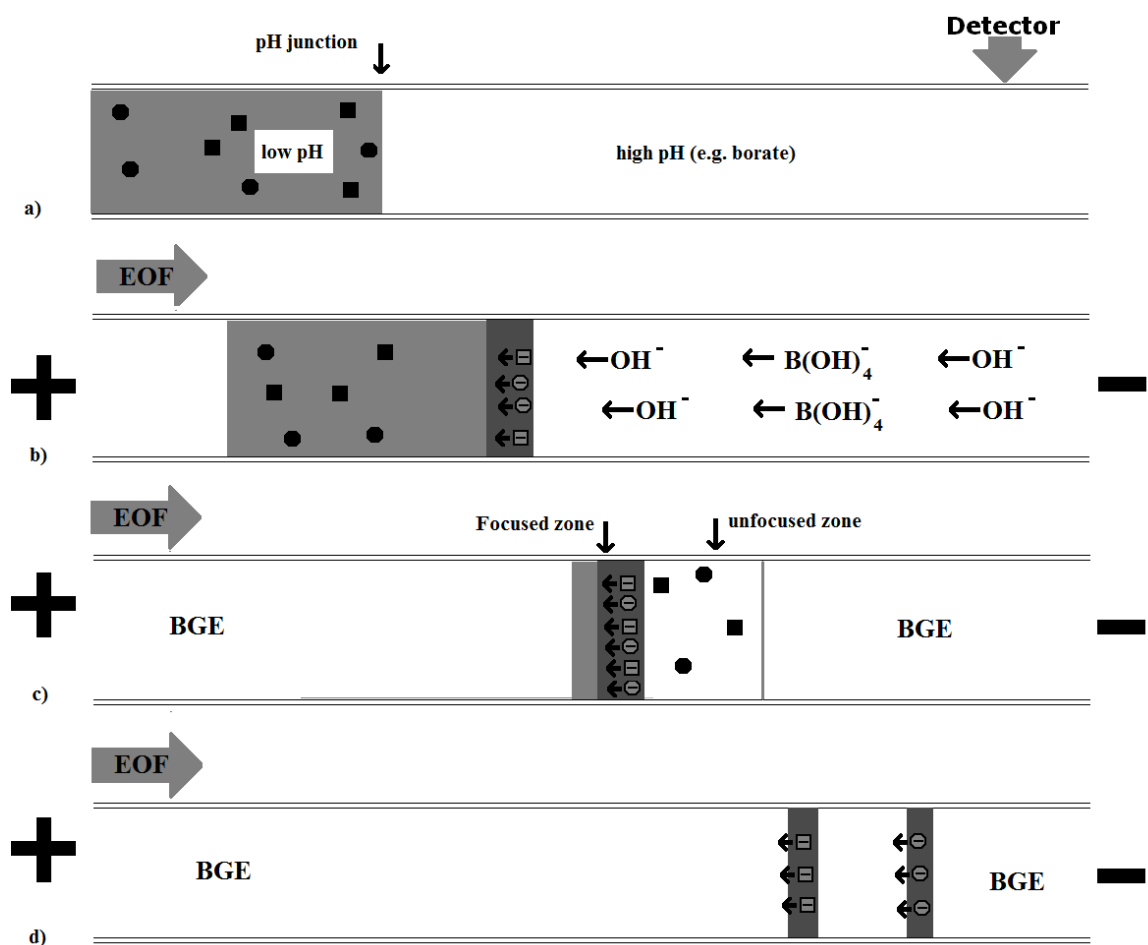 pH junction
Detector
low pH
high pH (e.g. borate)
a)
EOF
+
−
OH⁻ B(OH)₄⁻ OH⁻
OH⁻ B(OH)₄⁻ OH⁻
b)
EOF
Focused zone
unfocused zone
+
BGE
BGE
−
c)
EOF
+
BGE
BGE
−
d)